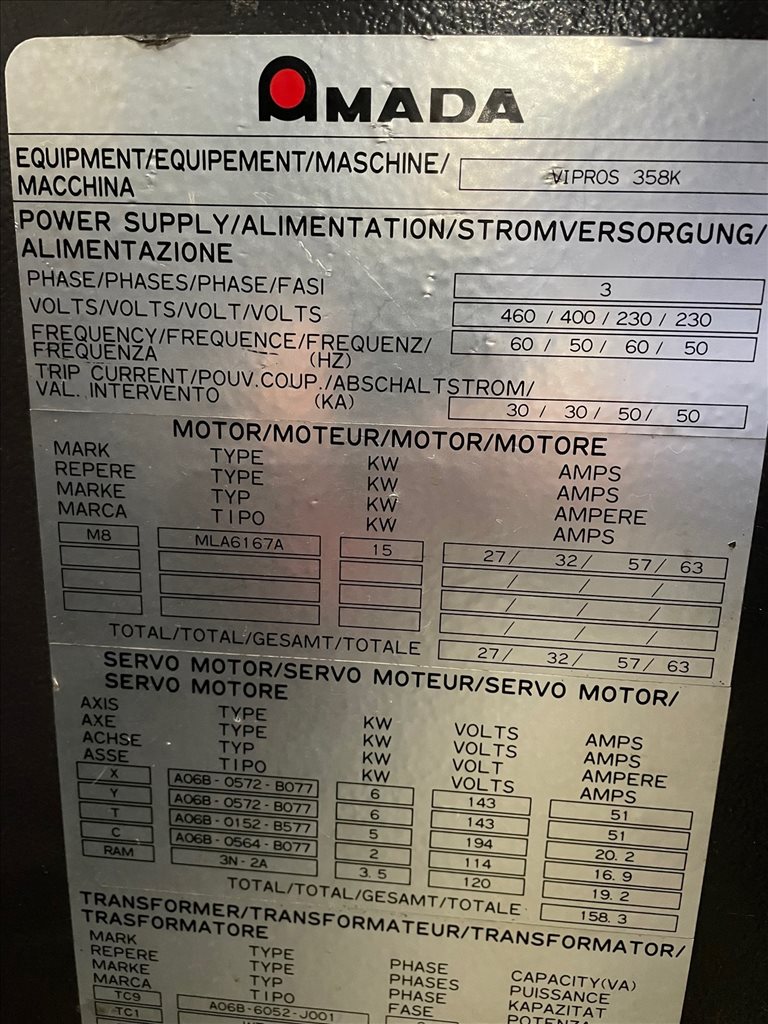 AMADA
EQUIPMENT/EQUIPEMENT/MASCHINE/
MACCHINA
VIPROS 358K
POWER SUPPLY/ALIMENTATION/STROMVERSORGUNG/
ALIMENTAZIONE
PHASE/PHASES/PHASE/FASI 3
VOLTS/VOLTS/VOLT/VOLTS 460 / 400 / 230 / 230
FREQUENCY/FREQUENCE/FREQUENZ/
FREQUENZA (HZ) 60 / 50 / 60 / 50
TRIP CURRENT/POUV.COUP./ABSCHALTSTROM/
VAL. INTERVENTO (KA) 30 / 30 / 50 / 50
MOTOR/MOTEUR/MOTOR/MOTORE
MARK TYPE KW AMPS
REPERE TYPE KW AMPS
MARKE TYP KW AMPERE
MARCA TIPO KW AMPS
M8 MLA6167A 15 27 / 32 / 57 / 63
/ / /
/ / /
/ / /
TOTAL/TOTAL/GESAMT/TOTALE 27 / 32 / 57 / 63
SERVO MOTOR/SERVO MOTEUR/SERVO MOTOR/
SERVO MOTORE
AXIS TYPE KW VOLTS AMPS
AXE TYPE KW VOLTS AMPS
ACHSE TYP KW VOLT AMPERE
ASSE TIPO KW VOLTS AMPS
X A06B-0572-B077 6 143 51
Y A06B-0572-B077 6 143 51
T A06B-0152-B577 5 194 20.2
C A06B-0564-B077 2 114 16.9
RAM 3N-2A 3.5 120 19.2
TOTAL/TOTAL/GESAMT/TOTALE 158.3
TRANSFORMER/TRANSFORMATEUR/TRANSFORMATOR/
TRASFORMATORE
MARK TYPE PHASE CAPACITY(VA)
REPERE TYPE PHASES PUISSANCE
MARKE TYP PHASE KAPAZITAT
MARCA TIPO FASE POTENZA
TC9 A06B-6052-J001
TC1